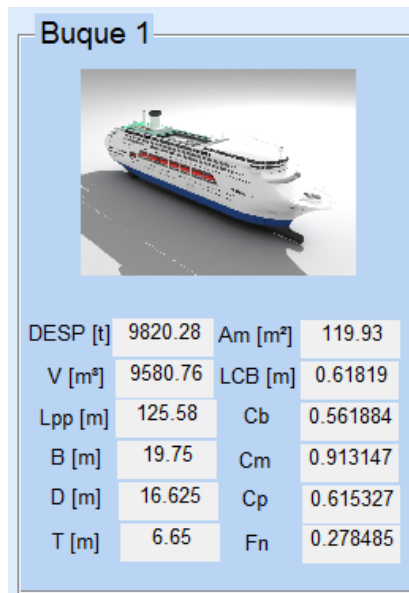 Buque 1
DESP [t] 9820.28 Am [m²] 119.93
V [m³] 9580.76 LCB [m] 0.61819
Lpp [m] 125.58 Cb 0.561884
B [m] 19.75 Cm 0.913147
D [m] 16.625 Cp 0.615327
T [m] 6.65 Fn 0.278485